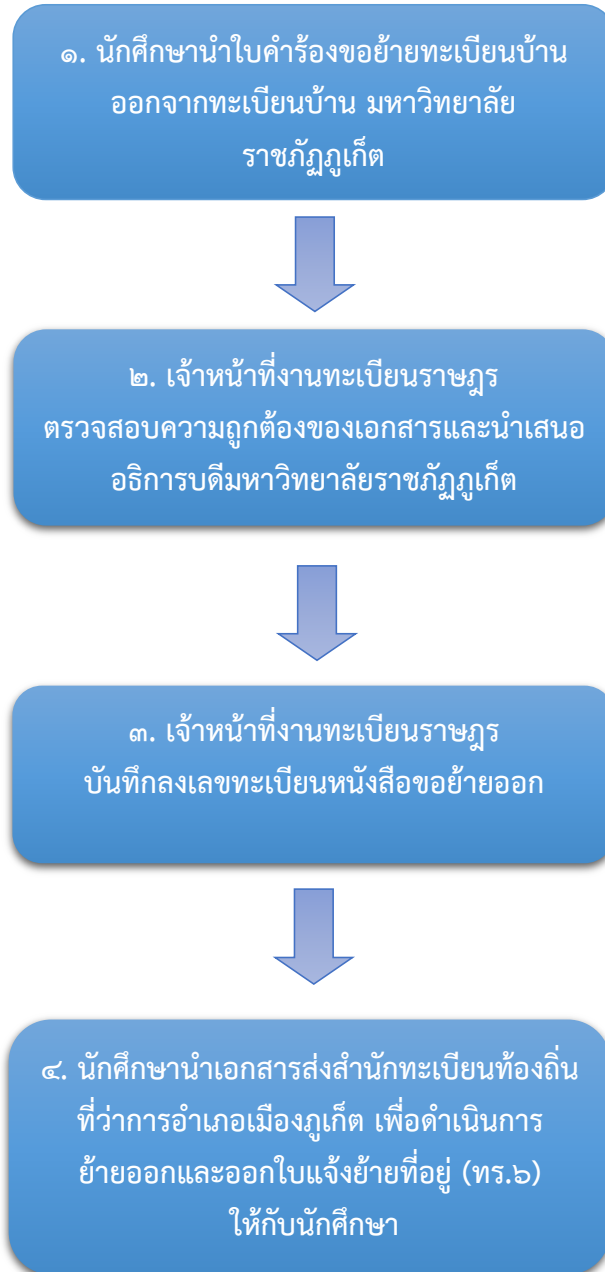 ๑. นักศึกษานำใบคำร้องขอย้ายทะเบียนบ้าน
ออกจากทะเบียนบ้าน มหาวิทยาลัย
ราชภัฏภูเก็ต
๒. เจ้าหน้าที่งานทะเบียนราษฎร
ตรวจสอบความถูกต้องของเอกสารและนำเสนอ
อธิการบดีมหาวิทยาลัยราชภัฏภูเก็ต
๓. เจ้าหน้าที่งานทะเบียนราษฎร
บันทึกลงเลขทะเบียนหนังสือขอย้ายออก
๔. นักศึกษานำเอกสารส่งสำนักทะเบียนท้องถิ่น
ที่ว่าการอำเภอเมืองภูเก็ต เพื่อดำเนินการ
ย้ายออกและออกใบแจ้งย้ายที่อยู่ (ทร.๖)
ให้กับนักศึกษา